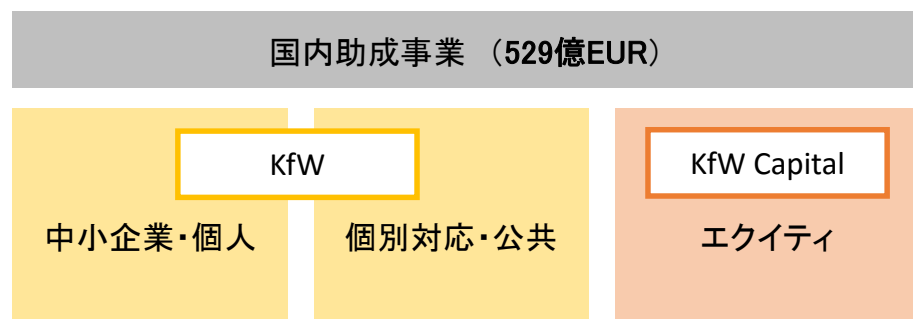 国内助成事業 （529億EUR）
KfW
KfW Capital
中小企業・個人
個別対応・公共
エクイティ